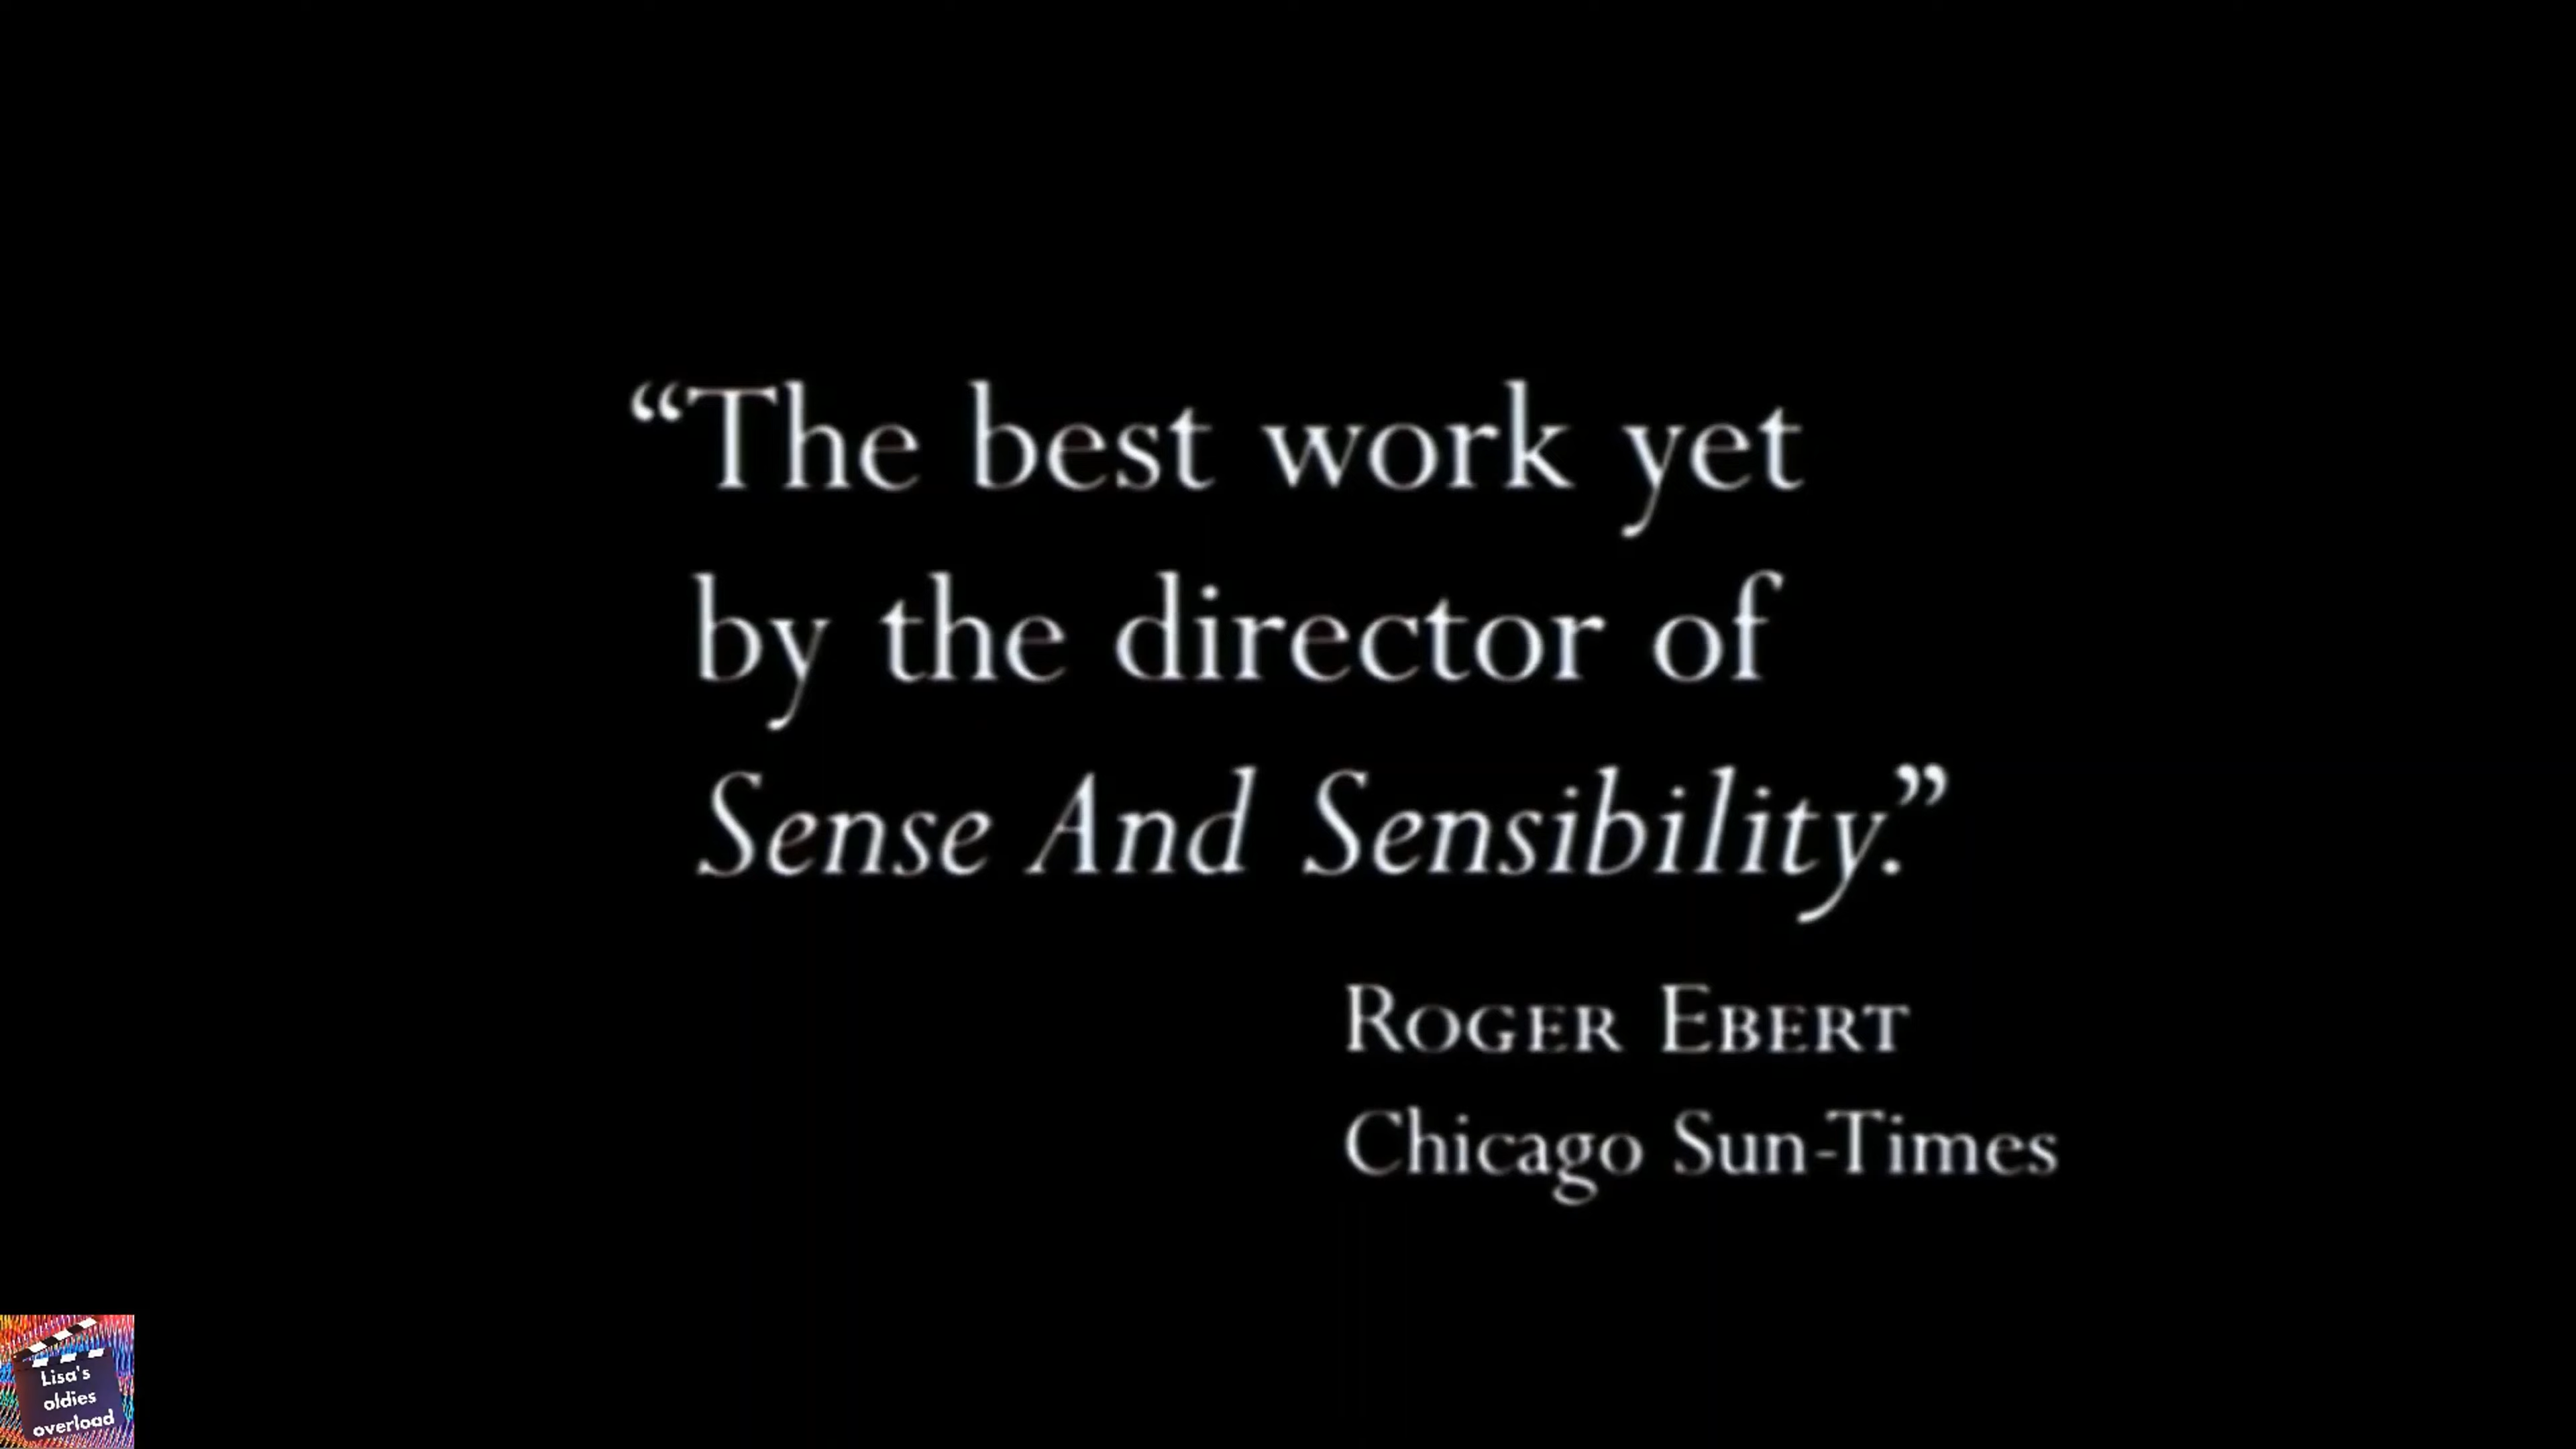 “The best work yet
by the director of
Sense And Sensibility.”
ROGER EBERT
Chicago Sun-Times
Lisa's
oldies
overload